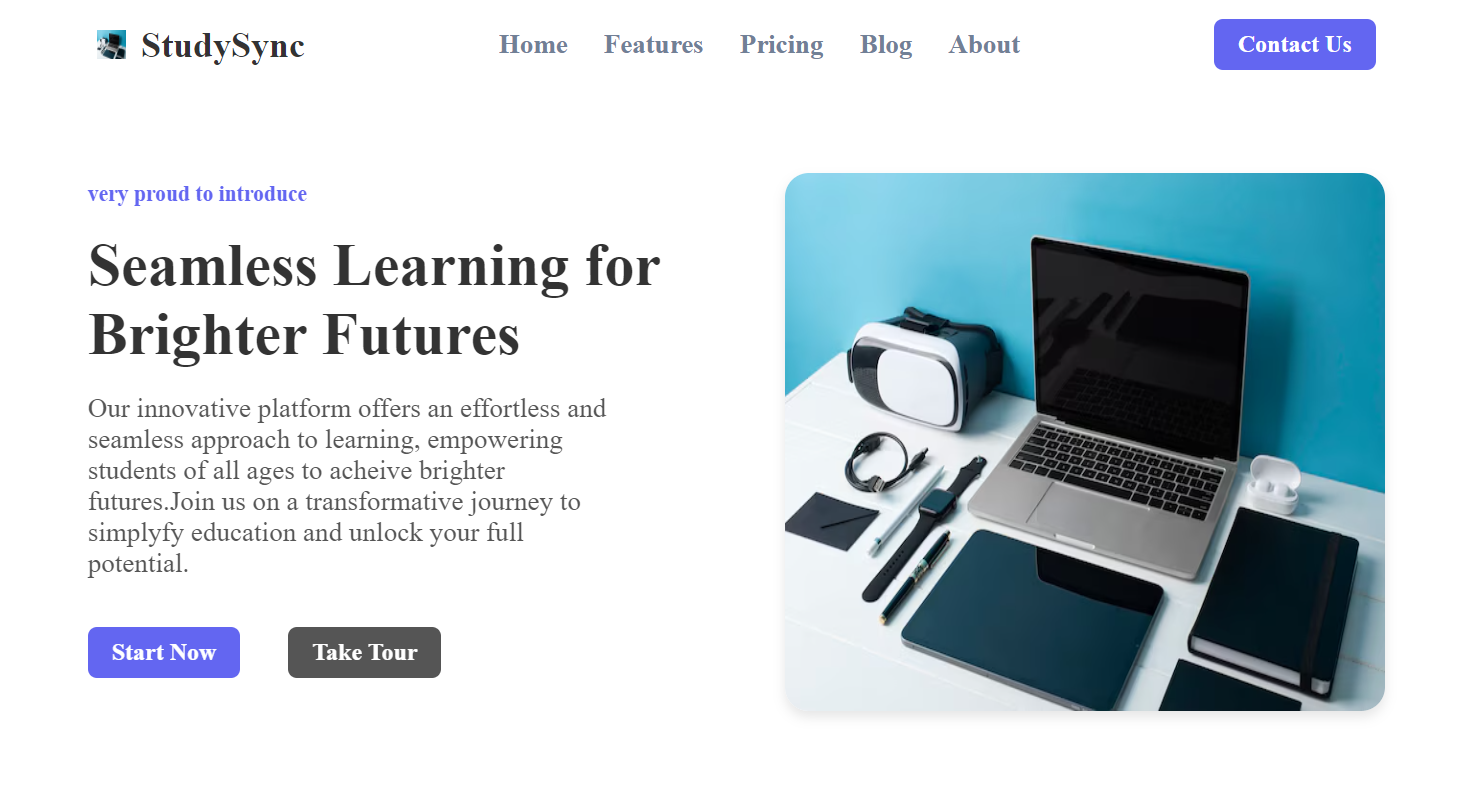 StudySync
Home Features Pricing Blog About
Contact Us
very proud to introduce
Seamless Learning for
Brighter Futures
Our innovative platform offers an effortless and
seamless approach to learning, empowering
students of all ages to acheive brighter
futures.Join us on a transformative journey to
simplyfy education and unlock your full
potential.
Start Now Take Tour